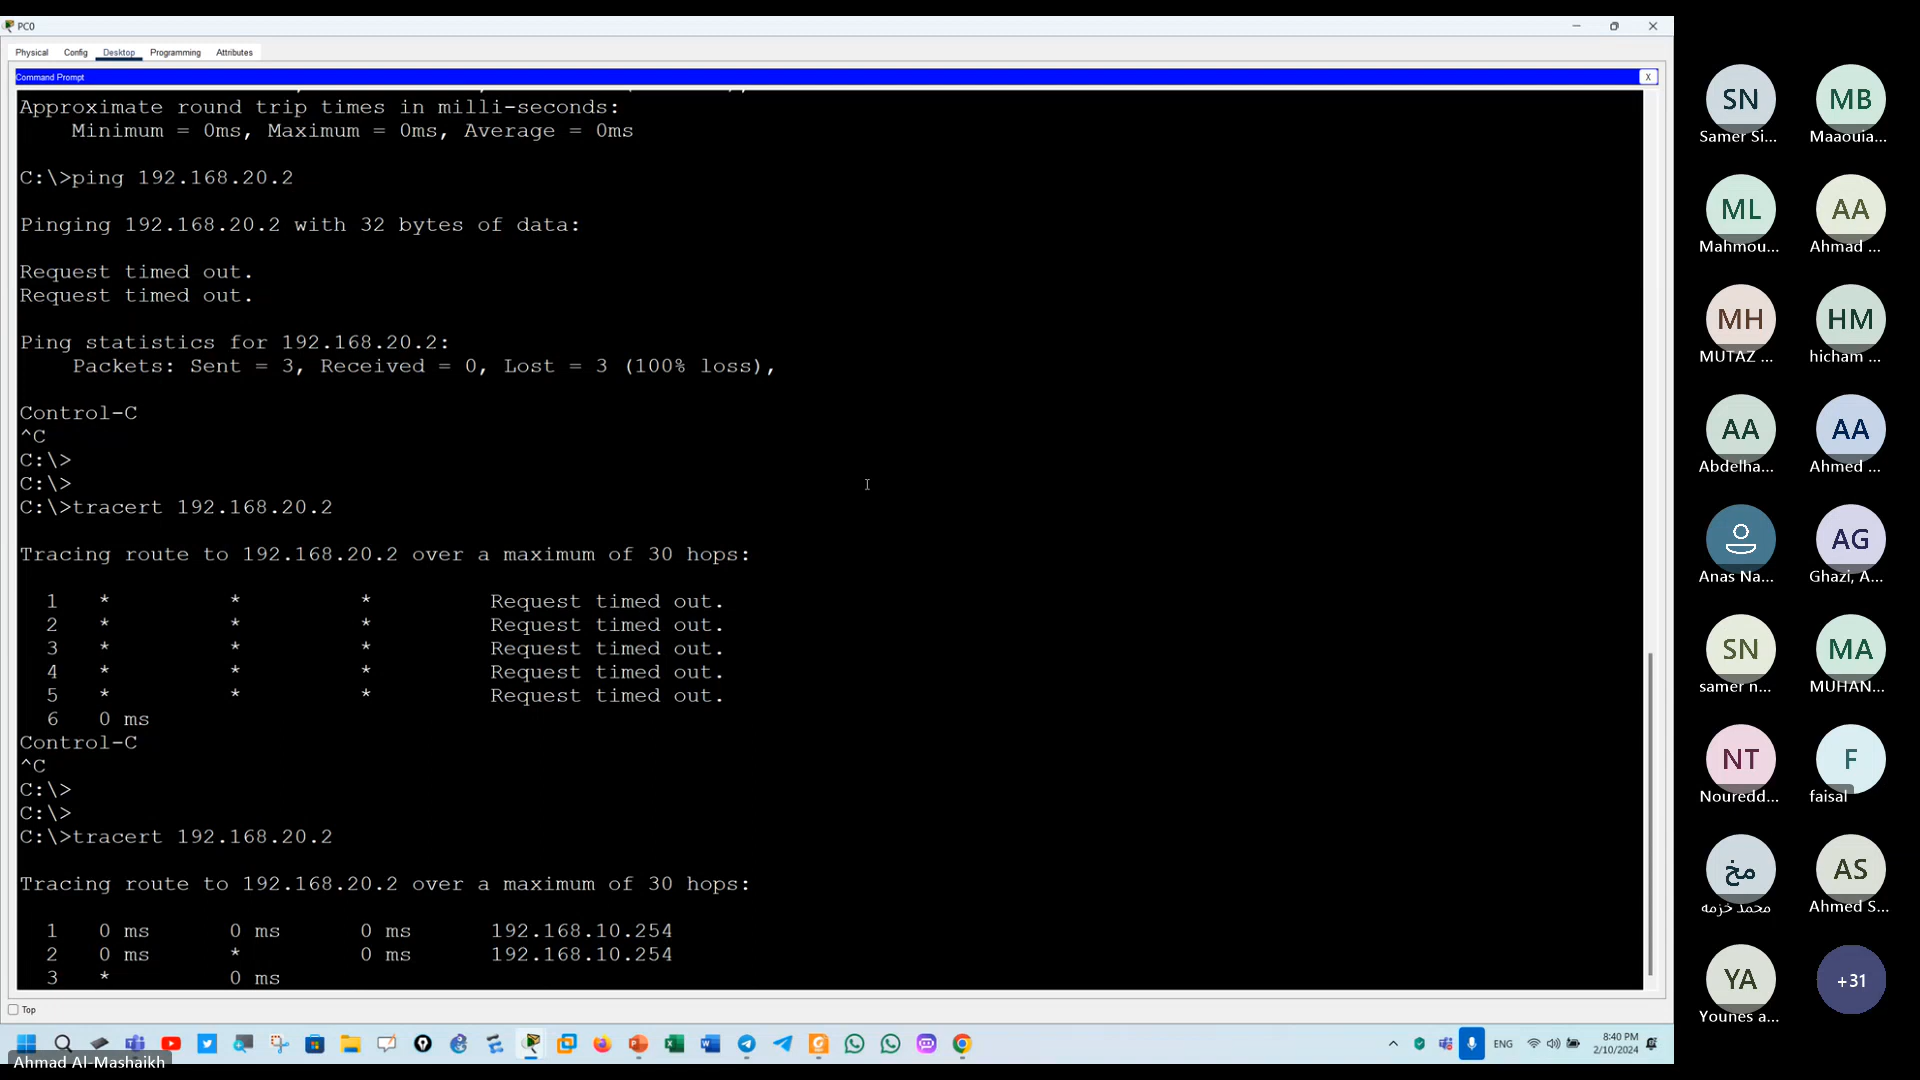 PC0
Physical Config Desktop Programming Attributes
Command Prompt
X
Approximate round trip times in milli-seconds:
Minimum = 0ms, Maximum = 0ms, Average = 0ms
C:\>ping 192.168.20.2
Pinging 192.168.20.2 with 32 bytes of data:
Request timed out.
Request timed out.
Ping statistics for 192.168.20.2:
Packets: Sent = 3, Received = 0, Lost = 3 (100% loss),
Control-C
^C
C:\>
C:\>
C:\>tracert 192.168.20.2
Tracing route to 192.168.20.2 over a maximum of 30 hops:
1 * * * Request timed out.
2 * * * Request timed out.
3 * * * Request timed out.
4 * * * Request timed out.
5 * * * Request timed out.
6 0 ms
Control-C
^C
C:\>
C:\>
C:\>tracert 192.168.20.2
Tracing route to 192.168.20.2 over a maximum of 30 hops:
1 0 ms 0 ms 0 ms 192.168.10.254
2 0 ms * 0 ms 192.168.10.254
3 * 0 ms
Top
ENG
8:40 PM
2/10/2024
Ahmad Al-Mashaikh
SN MB
Samer Si... Maaouia...
ML AA
Mahmou... Ahmad ...
MH HM
MUTAZ ... hicham ...
AA AA
Abdelha... Ahmed ...
AG
Anas Na... Ghazi, A...
SN MA
samer n... MUHAN...
NT F
Nouredd... faisal
مخ AS
محمد خزمه Ahmed S...
YA +31
Younes a...